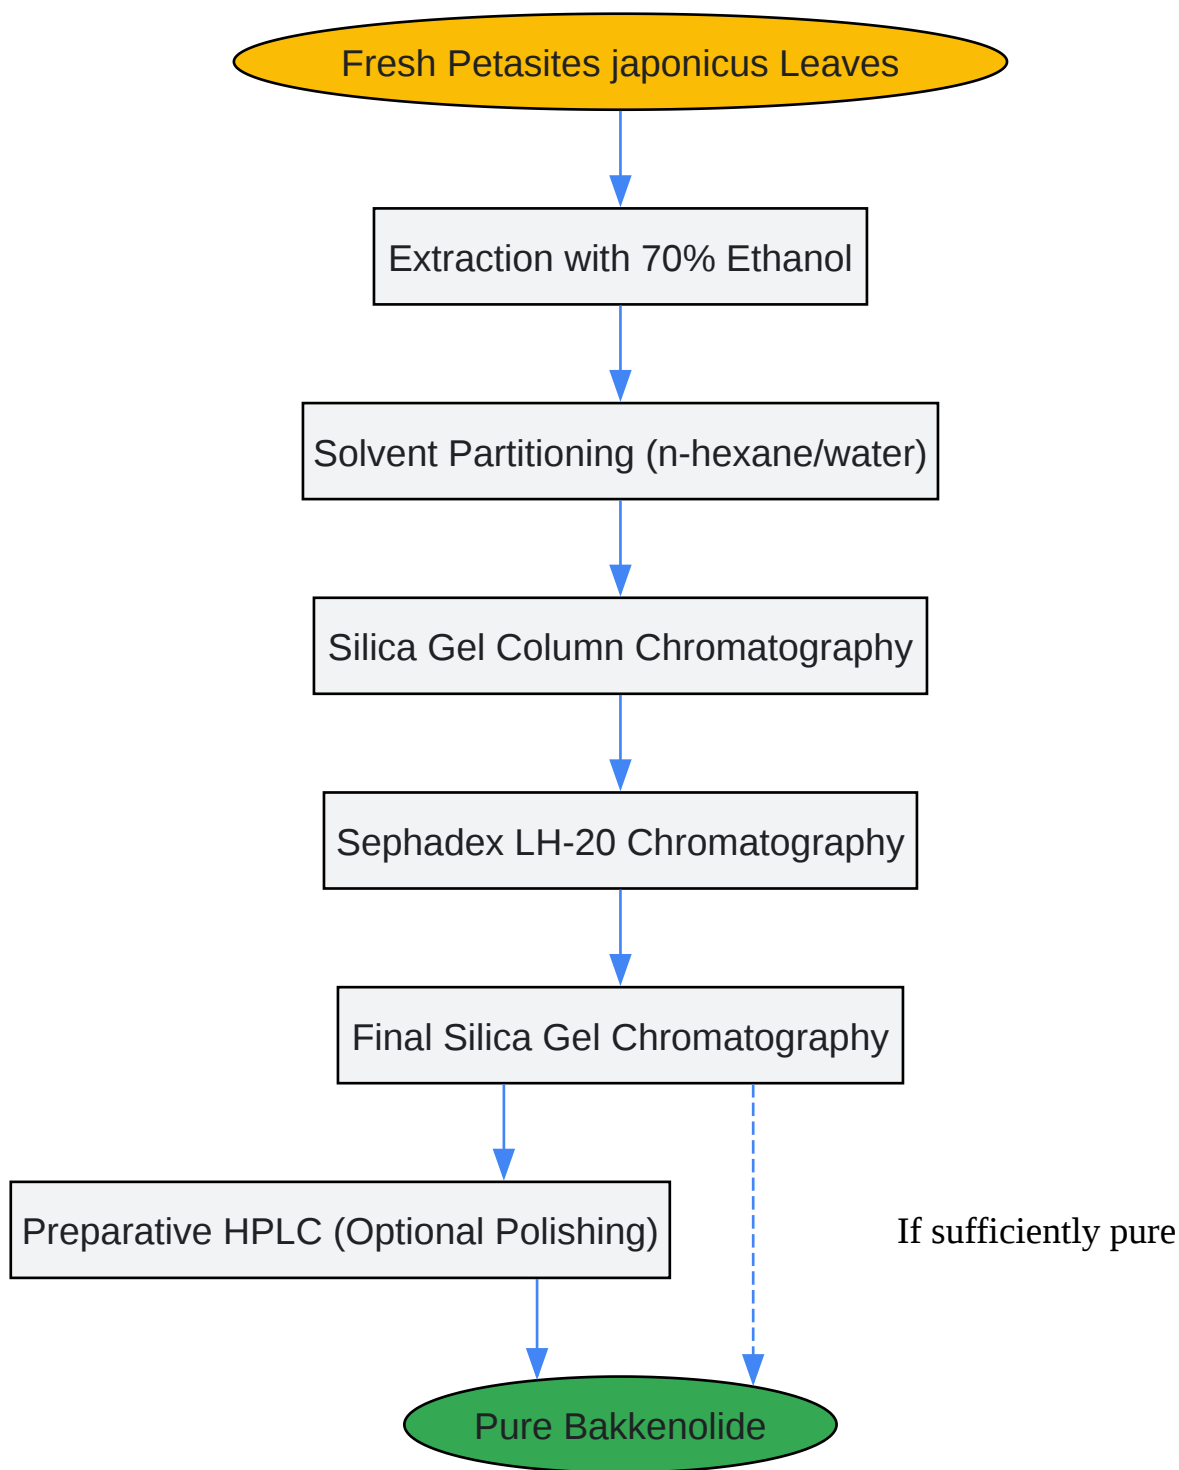 Fresh Petasites japonicus Leaves
Extraction with 70% Ethanol
Solvent Partitioning (n-hexane/water)
Silica Gel Column Chromatography
Sephadex LH-20 Chromatography
Final Silica Gel Chromatography
Preparative HPLC (Optional Polishing)
If sufficiently pure
Pure Bakkenolide